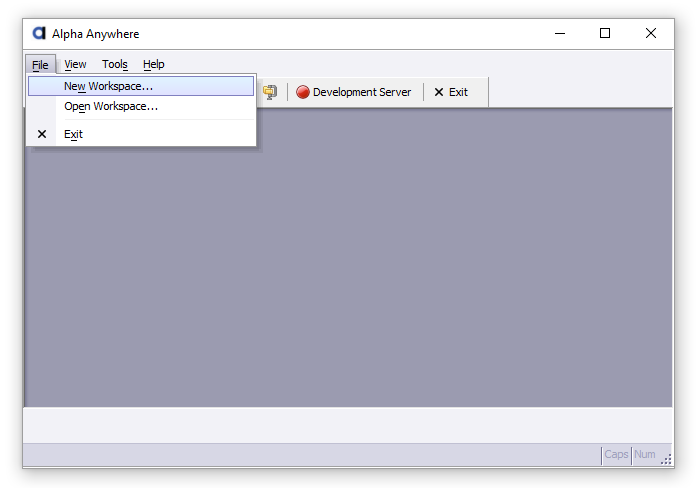 Alpha Anywhere
File View Tools Help
New Workspace...
Development Server Exit
Open Workspace...
Exit
Caps Num